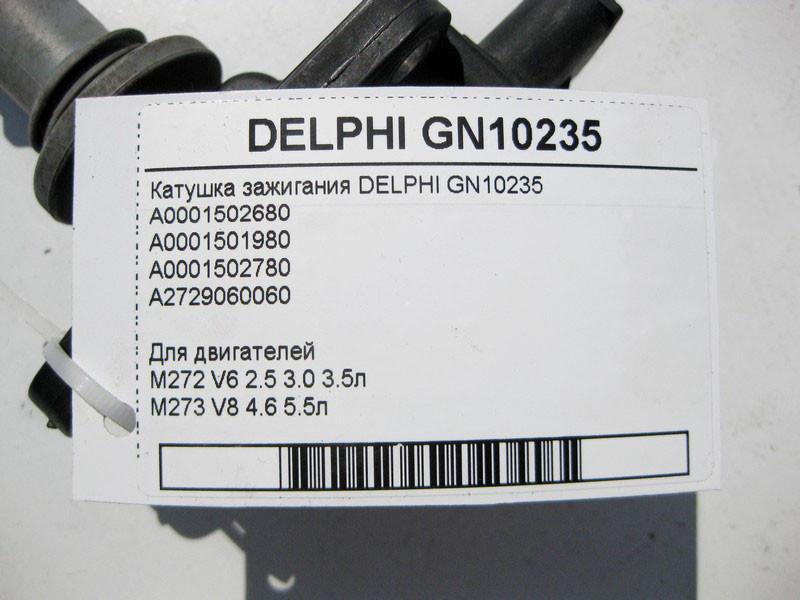 DELPHI GN10235
Катушка зажигания DELPHI GN10235
A0001502680
A0001501980
A0001502780
A2729060060
Для двигателей
M272 V6 2.5 3.0 3.5л
M273 V8 4.6 5.5л